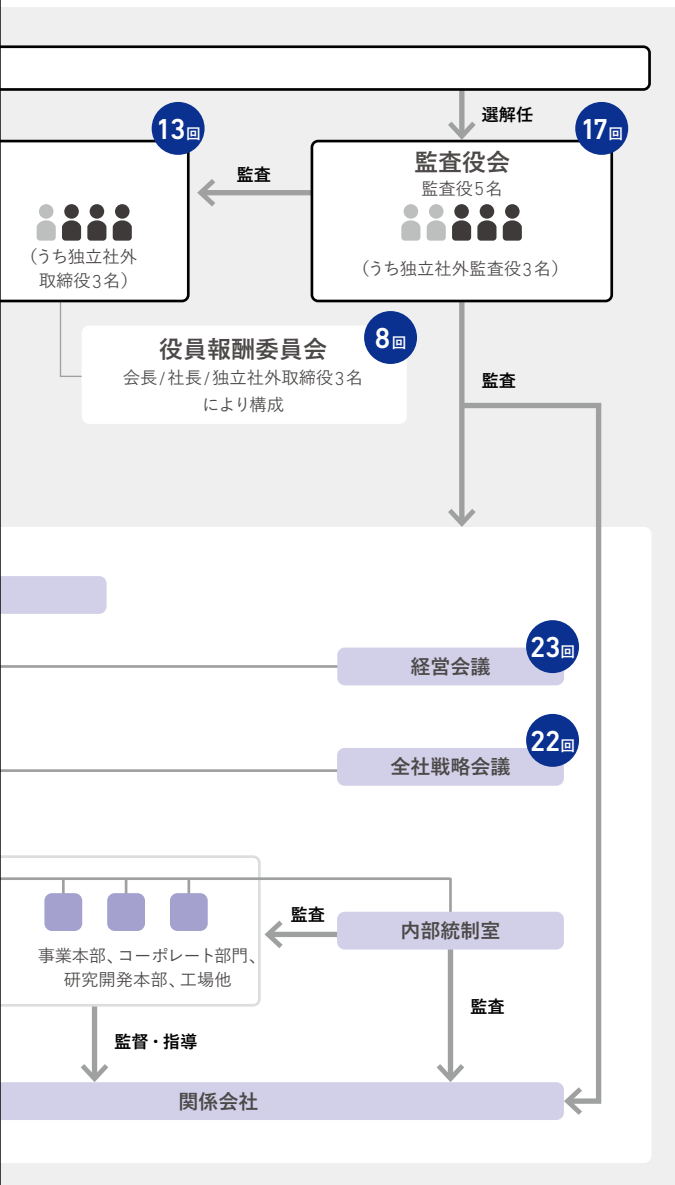 選解任
13回
17回
監査役会
監査役5名
監査
(うち独立社外
取締役3名)
(うち独立社外監査役3名)
8回
役員報酬委員会
会長/社長/独立社外取締役3名
により構成
監査
23回
経営会議
22回
全社戦略会議
監査
内部統制室
事業本部、コーポレート部門、
研究開発本部、工場他
監査
監督・指導
関係会社